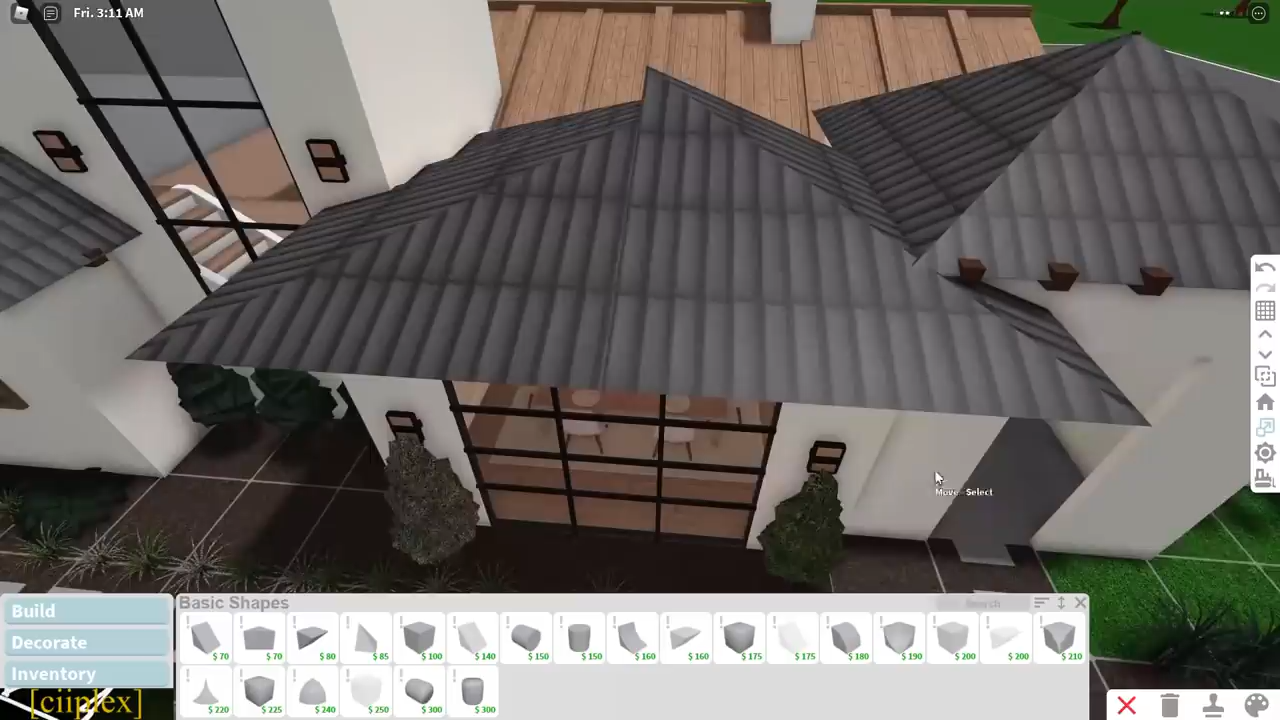 Fri. 3:11 AM
Move Select
Build
Decorate
Inventory
[ciiplex]
Basic Shapes
Search
$ 70
$ 70
$ 80
$ 85
$ 100
$ 140
$ 150
$ 150
$ 160
$ 160
$ 175
$ 175
$ 180
$ 190
$ 200
$ 200
$ 210
$ 220
$ 225
$ 240
$ 250
$ 300
$ 300